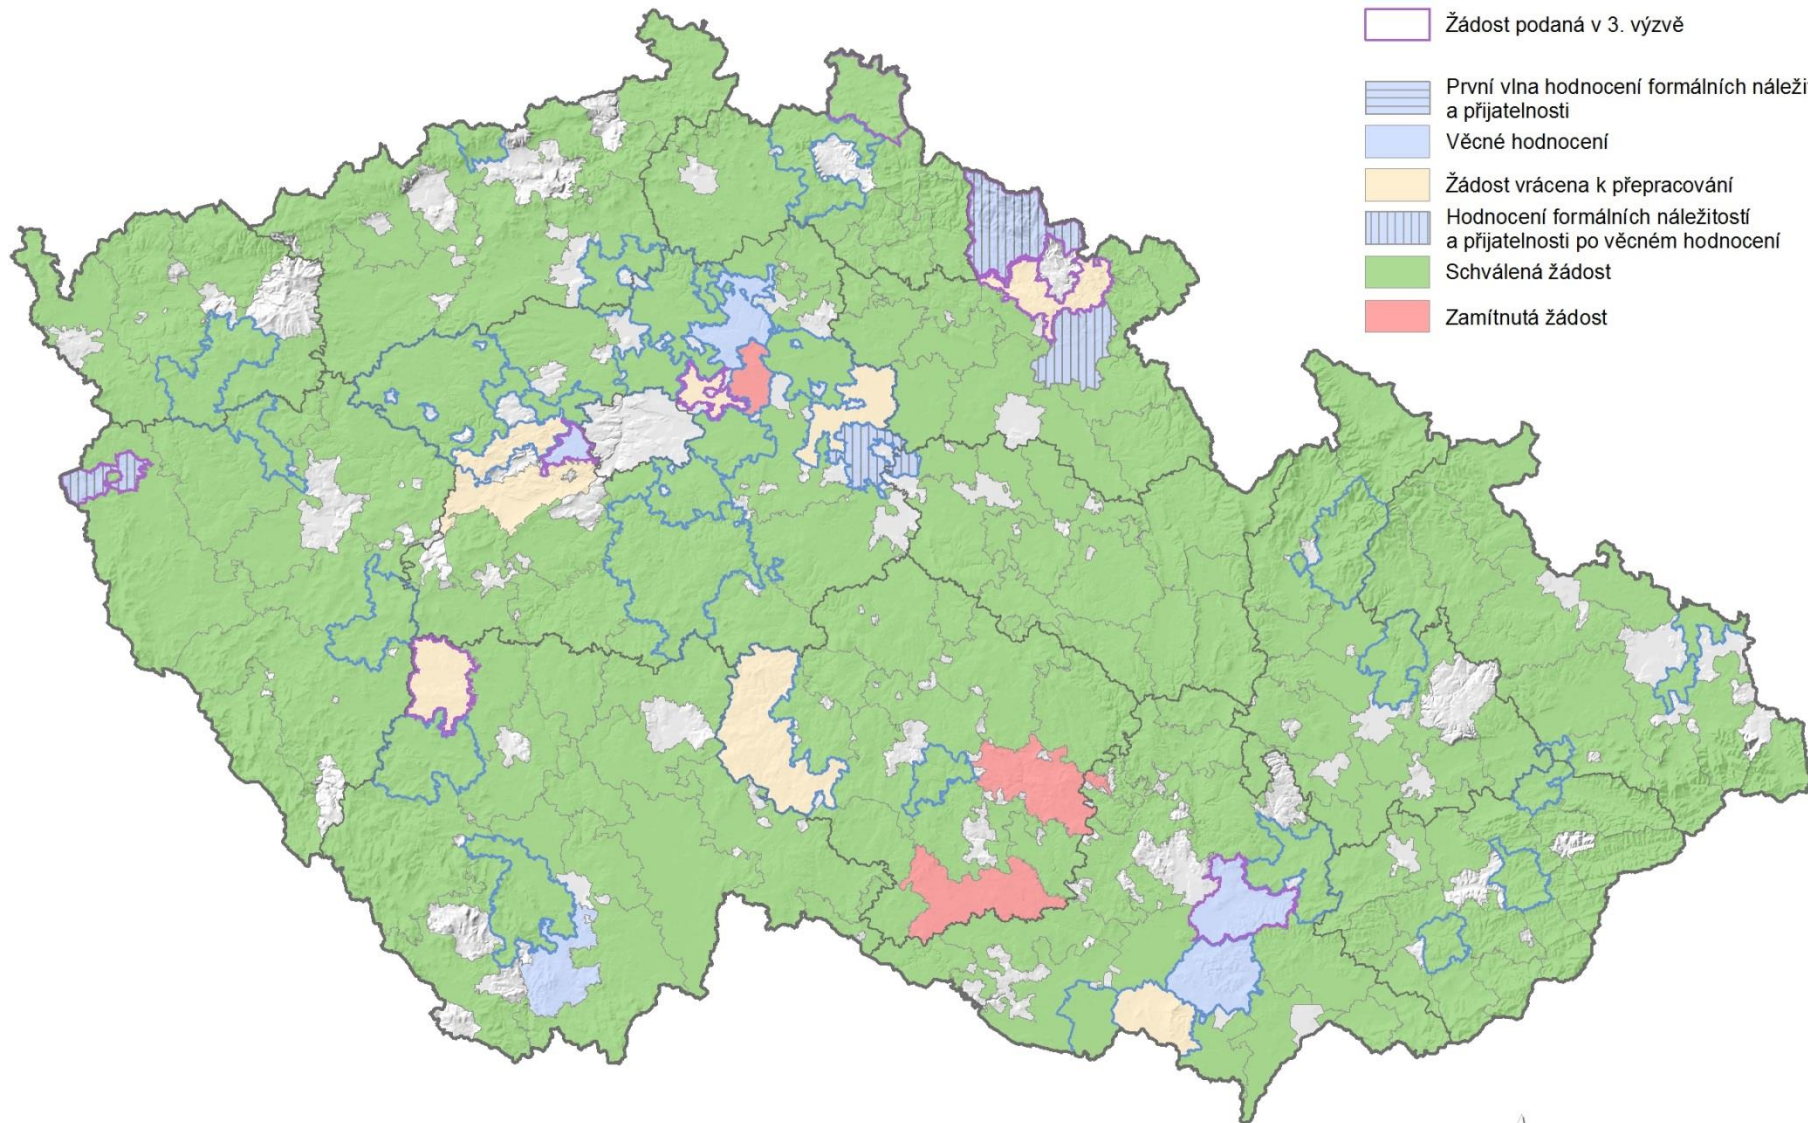 Žádost podaná v 3. výzvě
První vlna hodnocení formálních náleži
a přijatelnosti
Věcné hodnocení
Žádost vrácena k přepracování
Hodnocení formálních náležitostí
a přijatelnosti po věcném hodnocení
Schválená žádost
Zamítnutá žádost